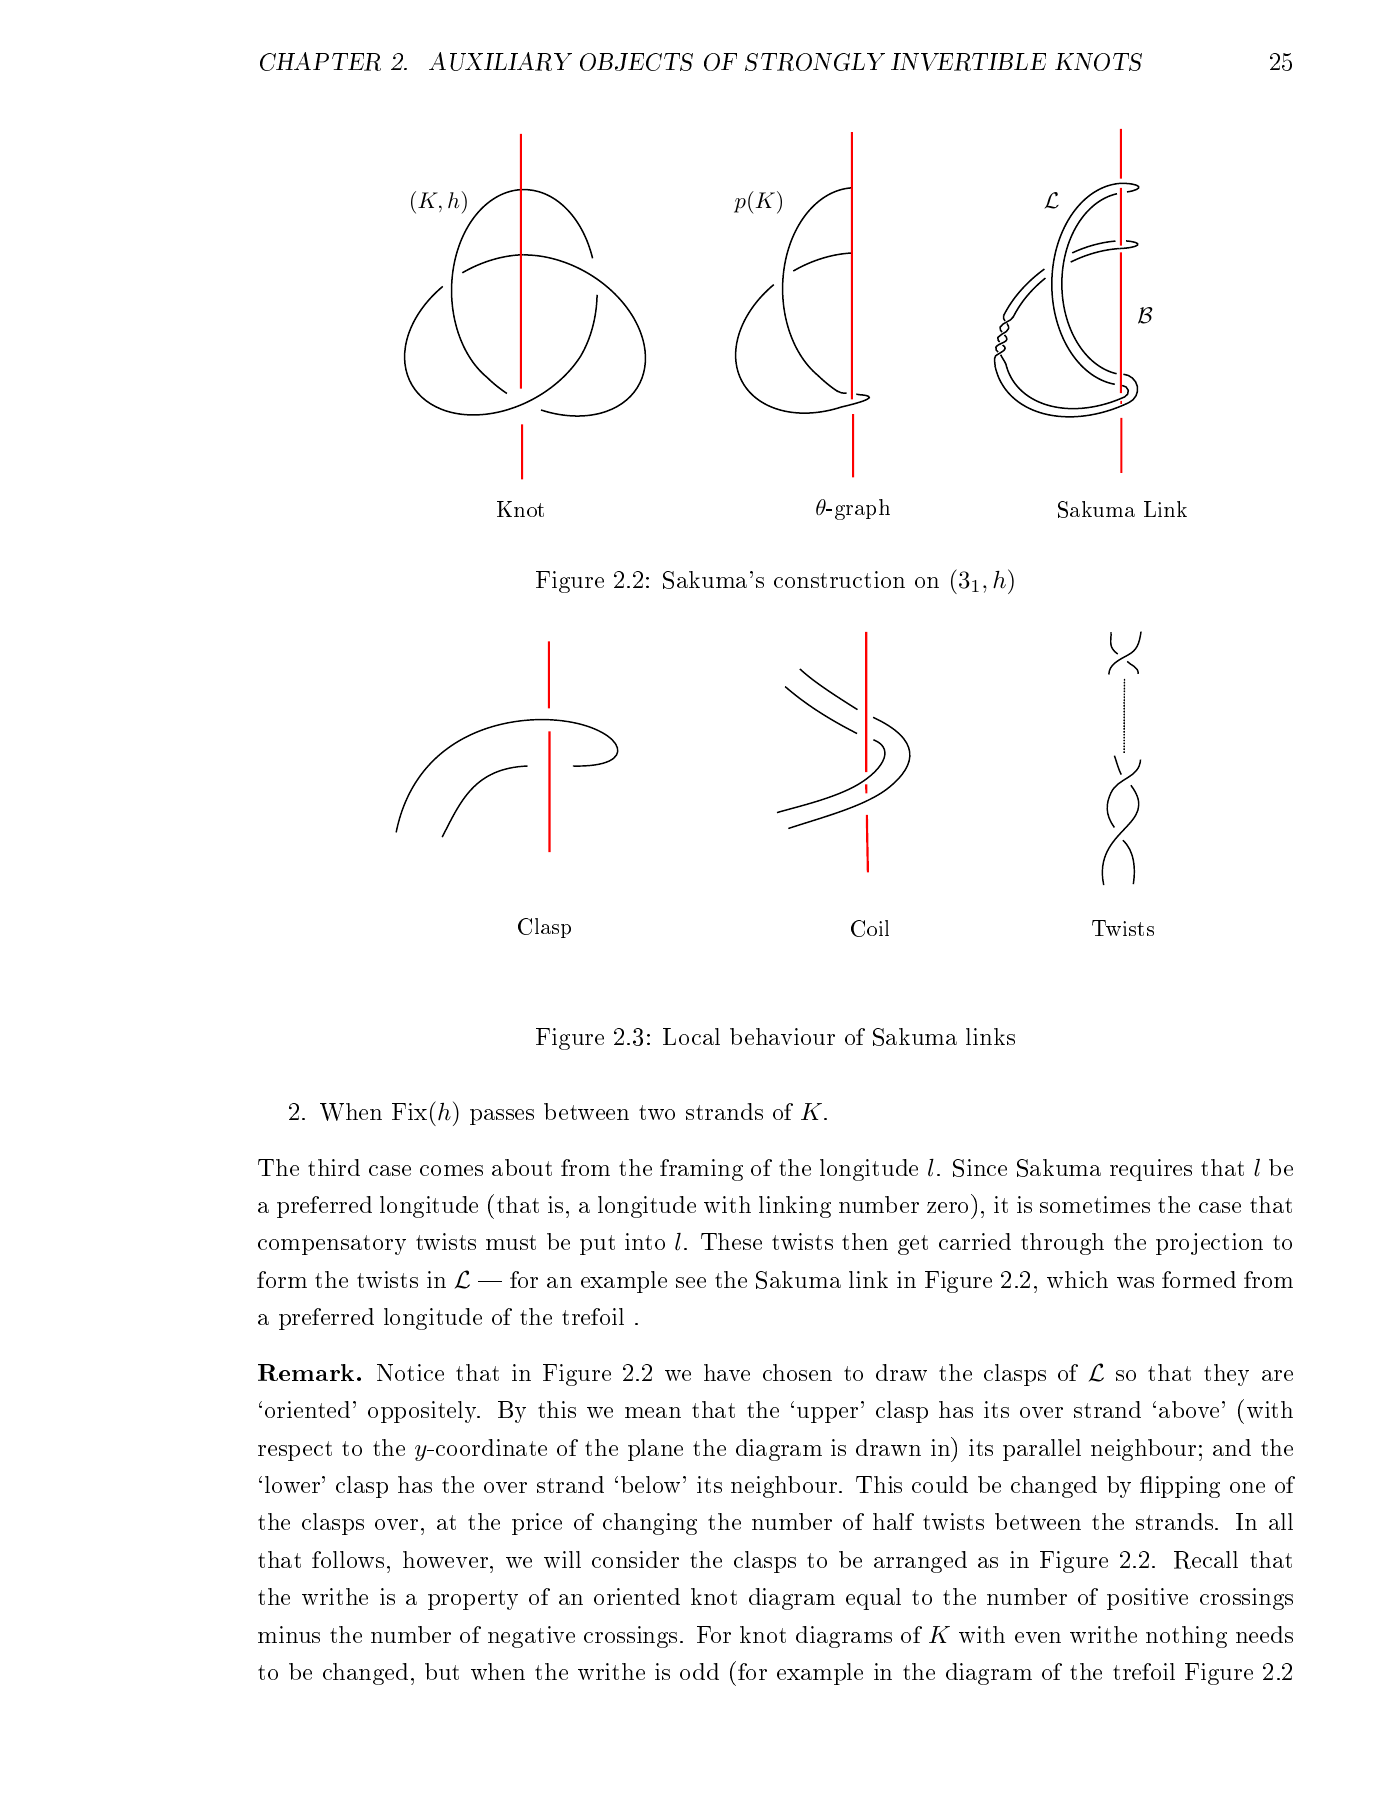 CHAPTER 2. AUXILIARY OBJECTS OF STRONGLY INVERTIBLE KNOTS 25
(K, h) p(K) ℒ
ℬ
Knot θ-graph Sakuma Link
Figure 2.2: Sakuma's construction on (3₁, h)
Clasp Coil Twists
Figure 2.3: Local behaviour of Sakuma links
2. When Fix(h) passes between two strands of K.
The third case comes about from the framing of the longitude l. Since Sakuma requires that l be
a preferred longitude (that is, a longitude with linking number zero), it is sometimes the case that
compensatory twists must be put into l. These twists then get carried through the projection to
form the twists in ℒ — for an example see the Sakuma link in Figure 2.2, which was formed from
a preferred longitude of the trefoil .
Remark. Notice that in Figure 2.2 we have chosen to draw the clasps of ℒ so that they are
‘oriented’ oppositely. By this we mean that the ‘upper’ clasp has its over strand ‘above’ (with
respect to the y-coordinate of the plane the diagram is drawn in) its parallel neighbour; and the
‘lower’ clasp has the over strand ‘below’ its neighbour. This could be changed by flipping one of
the clasps over, at the price of changing the number of half twists between the strands. In all
that follows, however, we will consider the clasps to be arranged as in Figure 2.2. Recall that
the writhe is a property of an oriented knot diagram equal to the number of positive crossings
minus the number of negative crossings. For knot diagrams of K with even writhe nothing needs
to be changed, but when the writhe is odd (for example in the diagram of the trefoil Figure 2.2